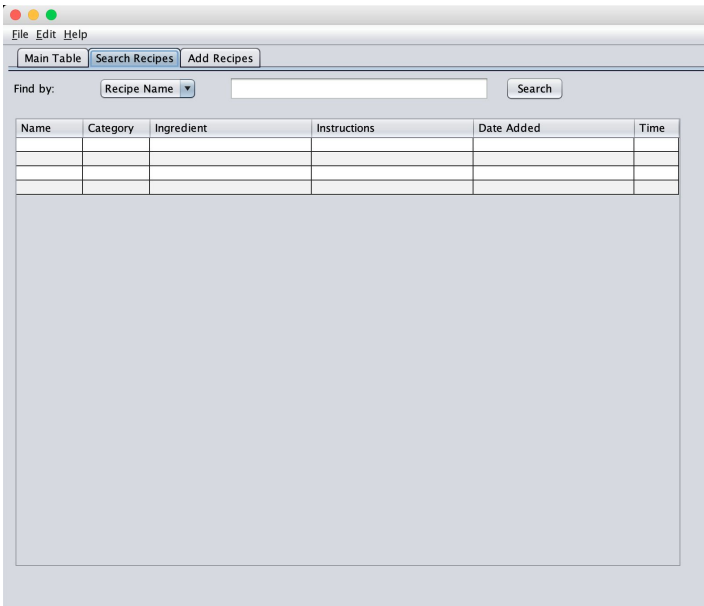 File Edit Help
Main Table Search Recipes Add Recipes
Find by: Recipe Name Search
Name Category Ingredient Instructions Date Added Time